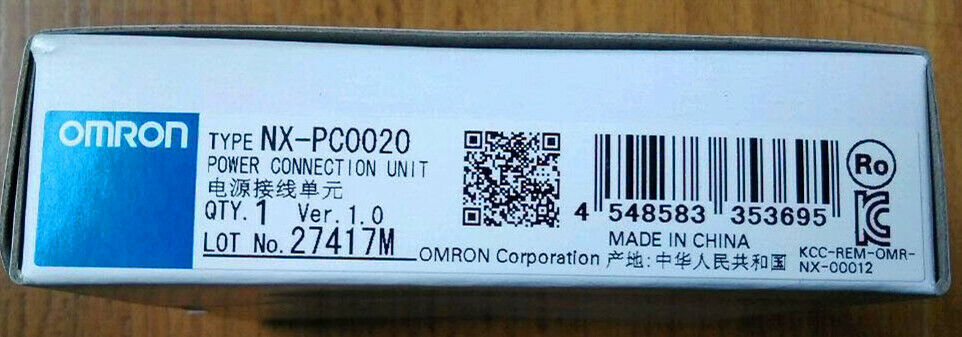 OMRON
TYPE NX-PC0020
POWER CONNECTION UNIT
电源接线单元
QTY. 1 Ver. 1.0
LOT No. 27417M
OMRON Corporation
4 548583 353695
MADE IN CHINA
产地:中华人民共和国
Ro
KC
KCC-REM-OMR-
NX-00012